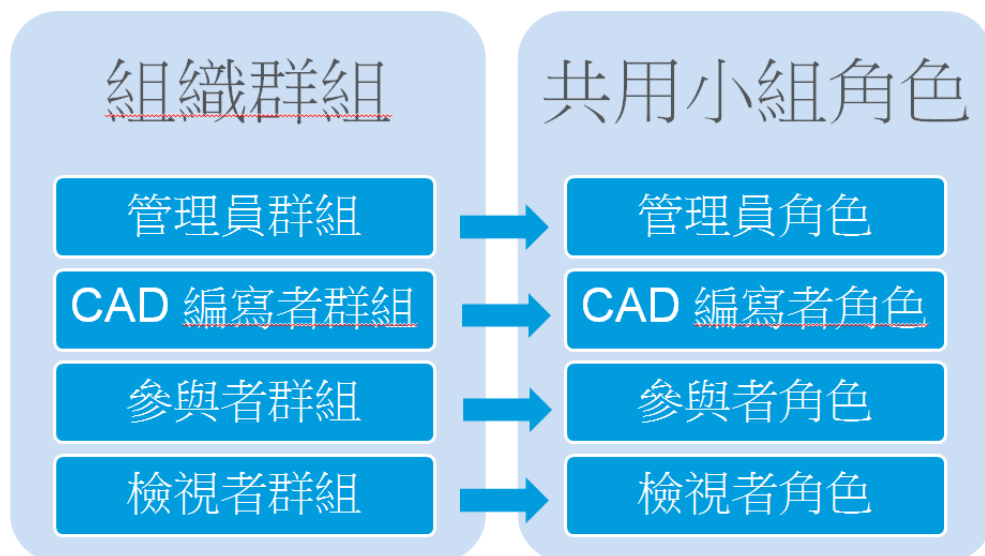 組織群組
管理員群組
CAD 編寫者群組
參與者群組
檢視者群組
共用小組角色
管理員角色
CAD 編寫者角色
參與者角色
檢視者角色